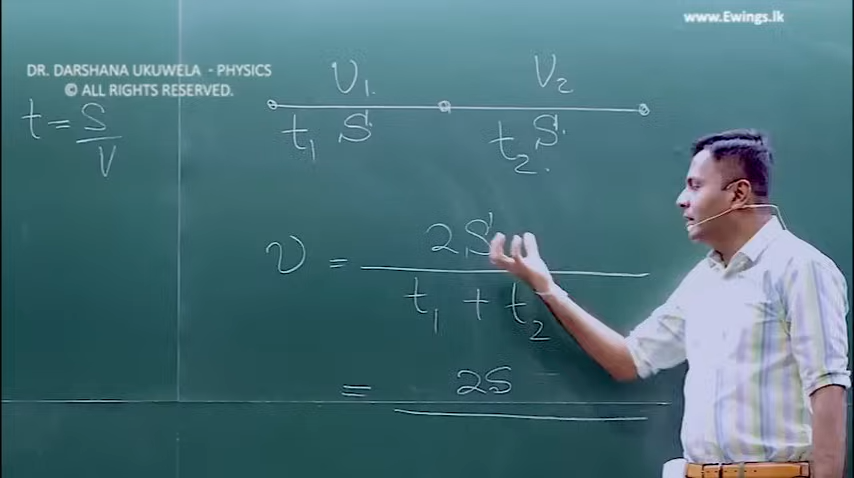 www.Ewings.lk
DR. DARSHANA UKUWELA - PHYSICS
© ALL RIGHTS RESERVED.
t = S
V
V₁ V₂
t₁ S t₂ S
v = 2S
t₁ + t₂
= 2S